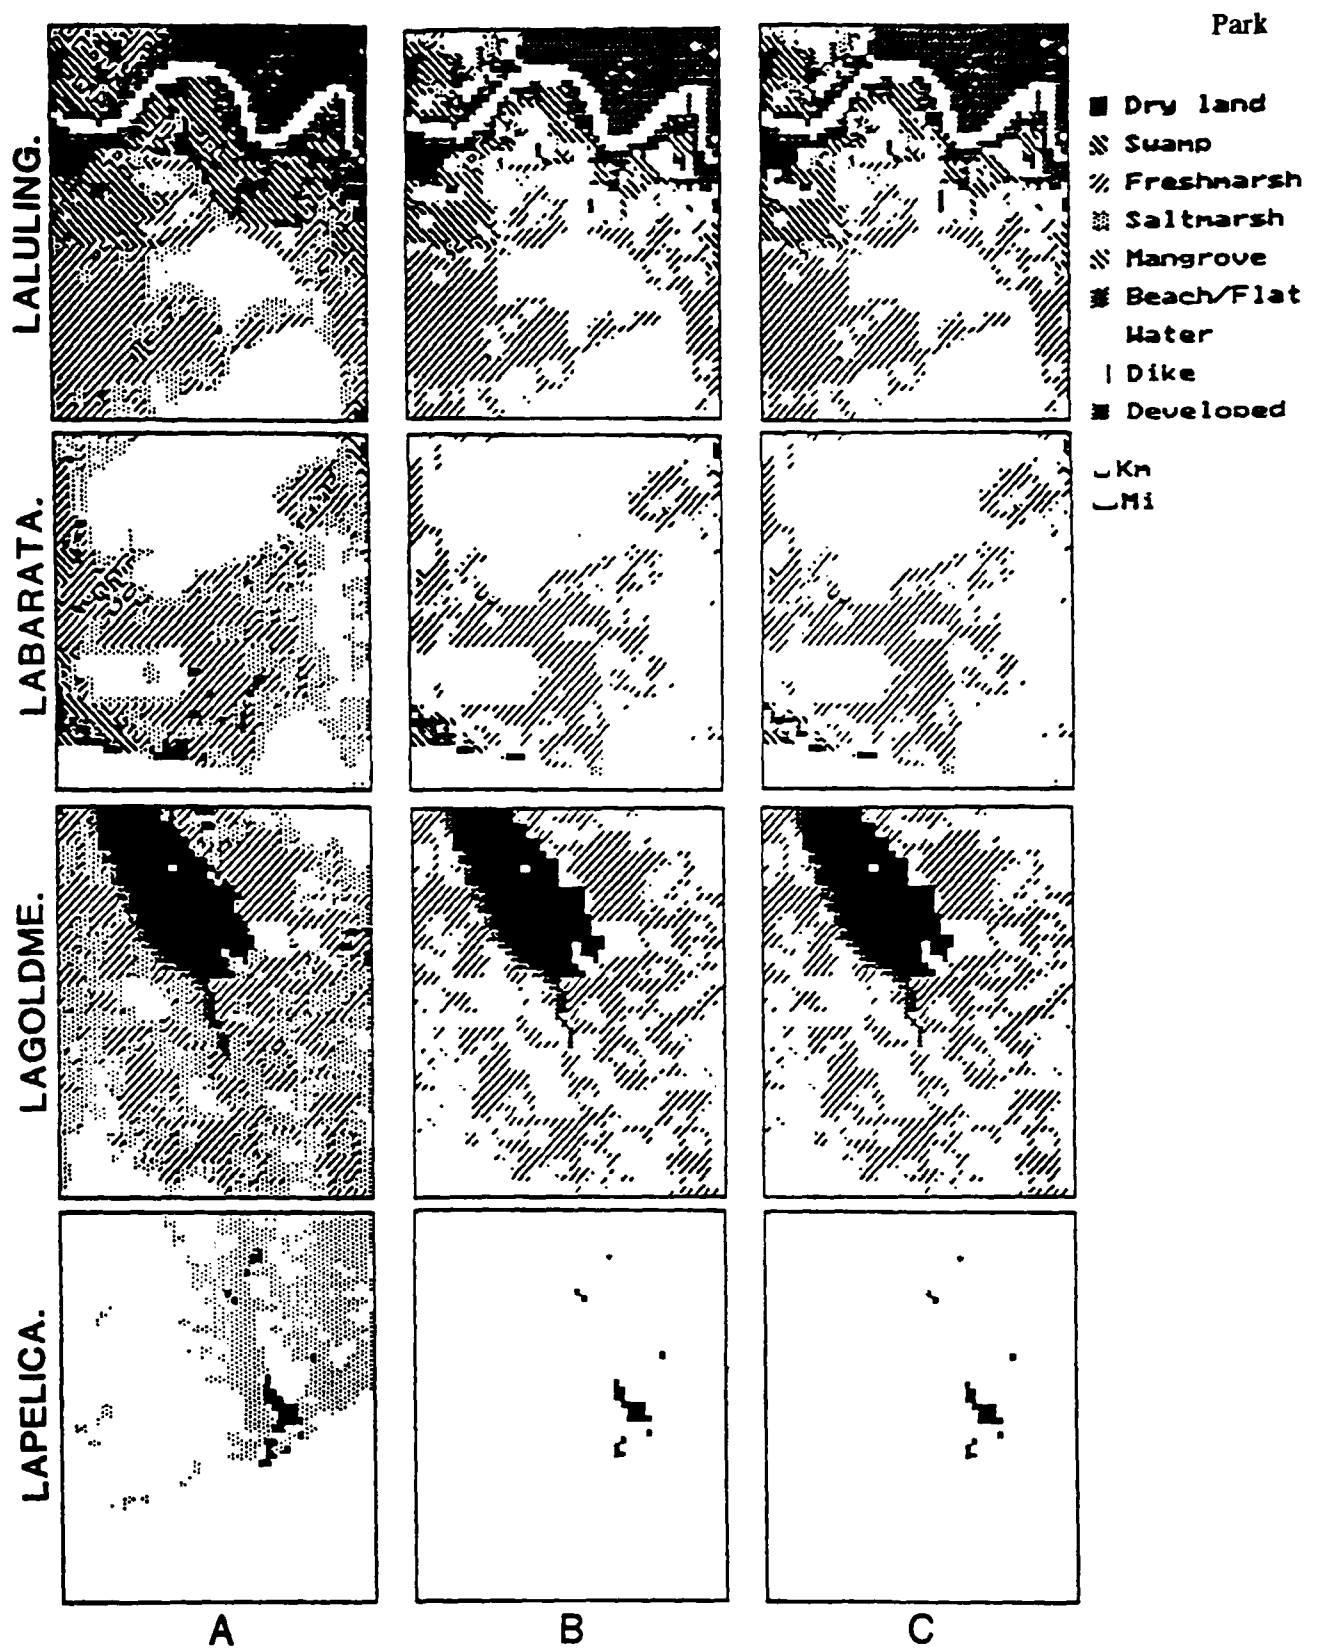 Park
Dry land
Swamp
Freshmarsh
Saltmarsh
Mangrove
Beach/Flat
Water
Dike
Developed
Km
Mi
LALULING.
LABARATA.
LAGOLDME.
LAPELICA.
A B C